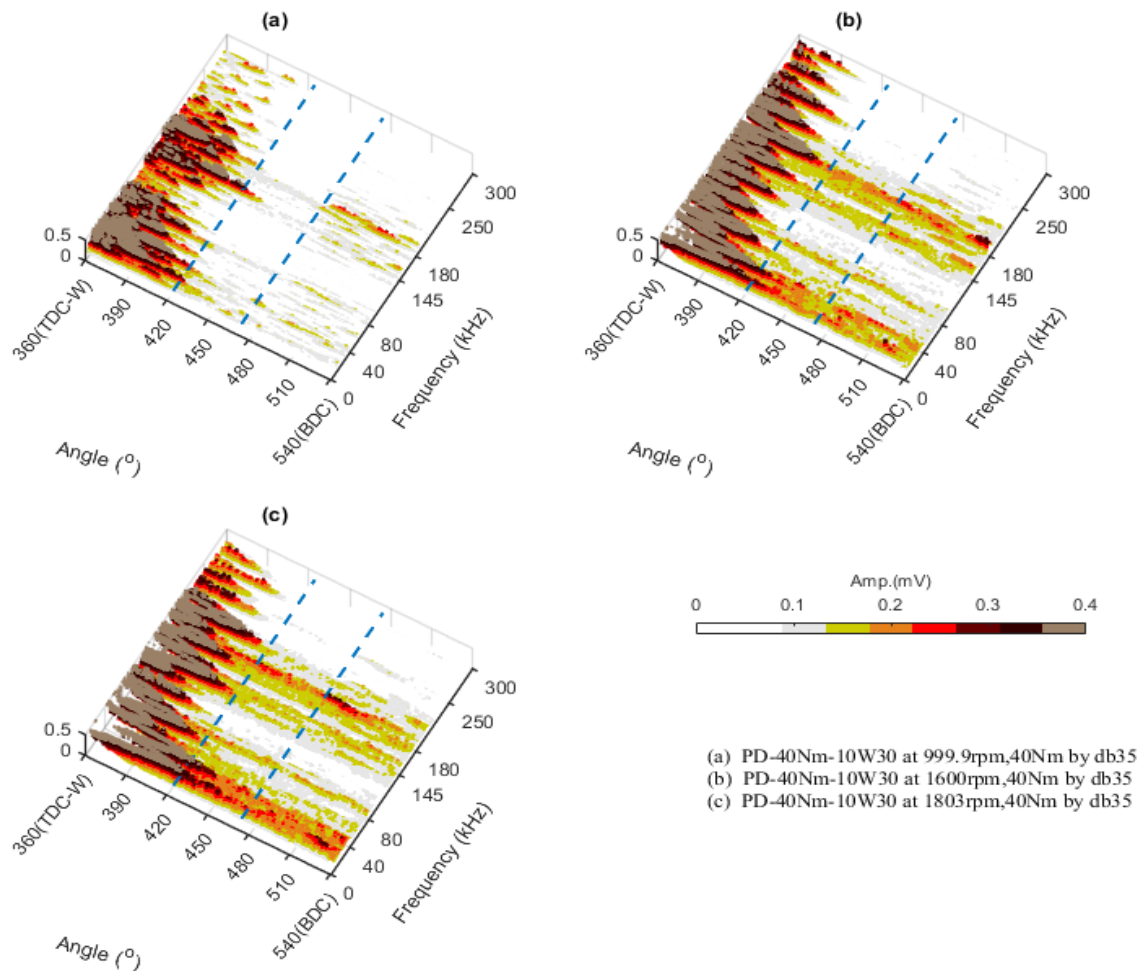 (a)
0.5
0
360(TDC-W)
390
420
450
480
510
540(BDC)
Angle (°)
0
40
80
145
180
250
300
Frequency (kHz)
(b)
0.5
0
360(TDC-W)
390
420
450
480
510
540(BDC)
Angle (°)
0
40
80
145
180
250
300
Frequency (kHz)
(c)
0.5
0
360(TDC-W)
390
420
450
480
510
540(BDC)
Angle (°)
0
40
80
145
180
250
300
Frequency (kHz)
Amp.(mV)
0 0.1 0.2 0.3 0.4
(a) PD-40Nm-10W30 at 999.9rpm,40Nm by db35
(b) PD-40Nm-10W30 at 1600rpm,40Nm by db35
(c) PD-40Nm-10W30 at 1803rpm,40Nm by db35